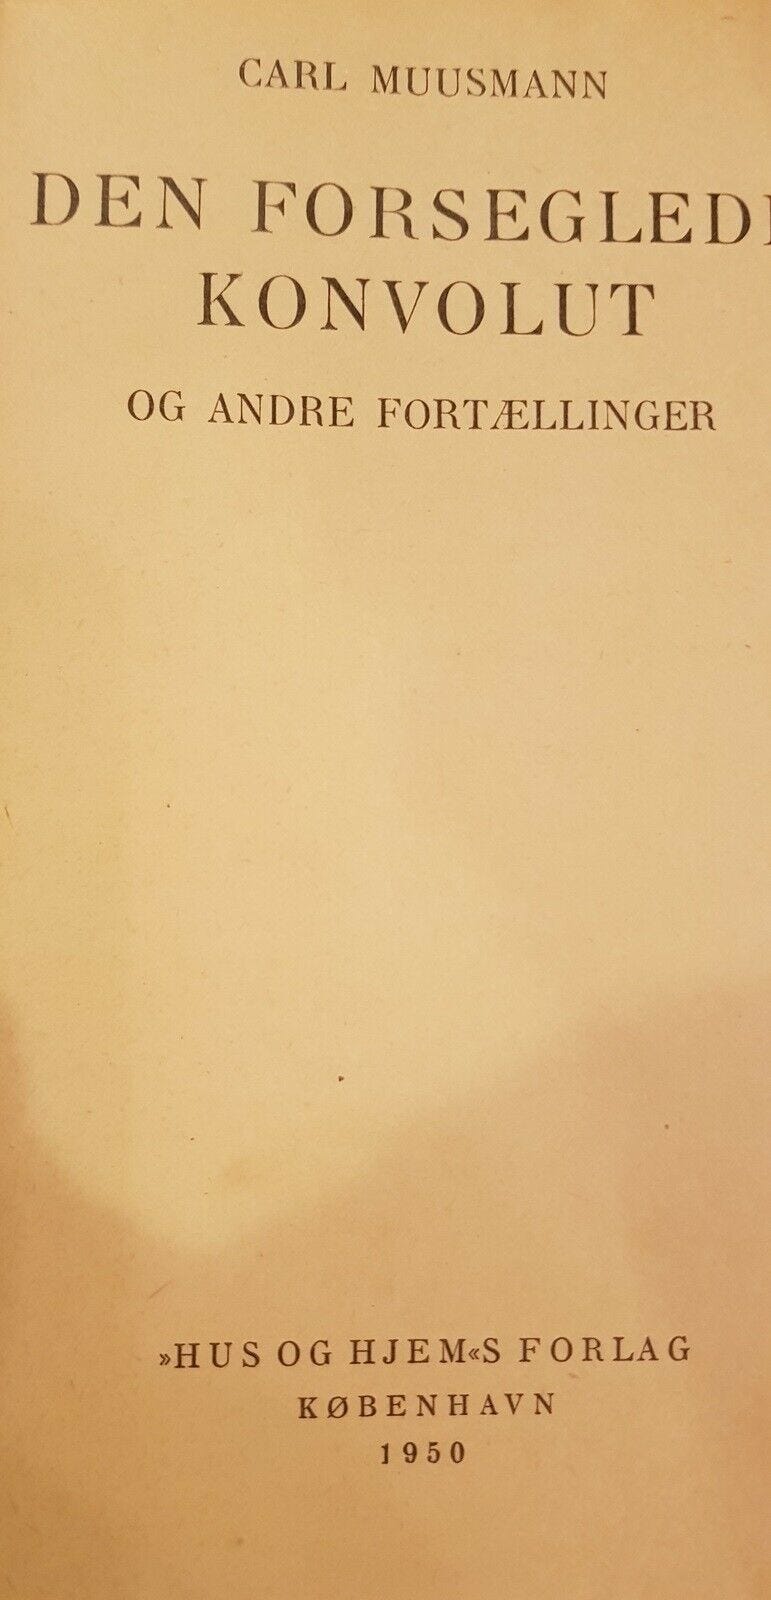 CARL MUUSMANN
DEN FORSEGLEDE
KONVOLUT
OG ANDRE FORTÆLLINGER
»HUS OG HJEM«S FORLAG
KØBENHAVN
1950